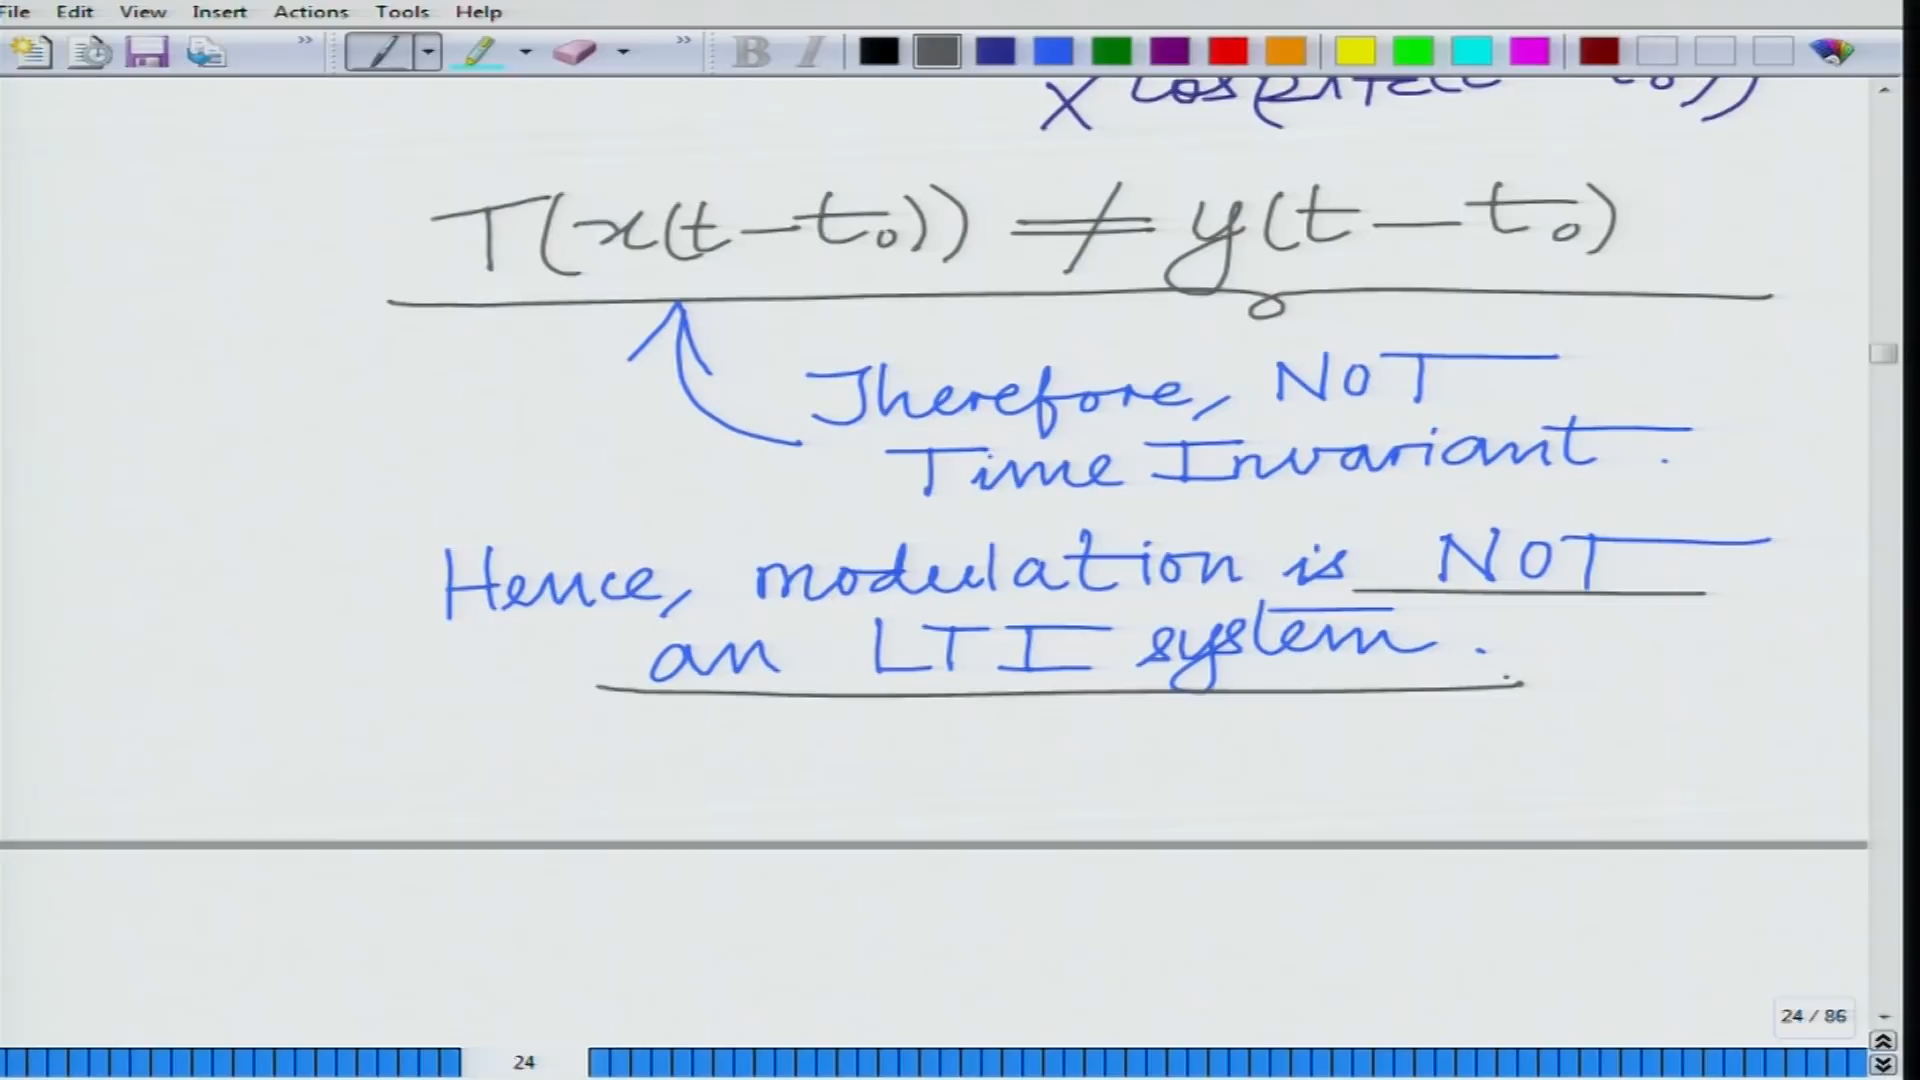 File Edit View Insert Actions Tools Help
B I
T(x(t-t₀)) ≠ y(t-t₀)
Therefore, NOT
Time Invariant.
Hence, modulation is NOT
an LTI system.
24 / 86
24